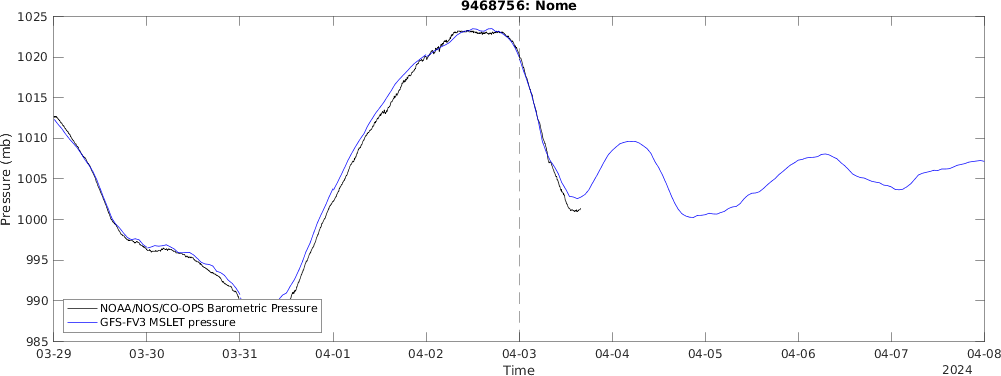 9468756: Nome
1025
1020
1015
1010
1005
1000
995
990
985
Pressure (mb)
NOAA/NOS/CO-OPS Barometric Pressure
GFS-FV3 MSLET pressure
03-29 03-30 03-31 04-01 04-02 04-03 04-04 04-05 04-06 04-07 04-08
Time
2024